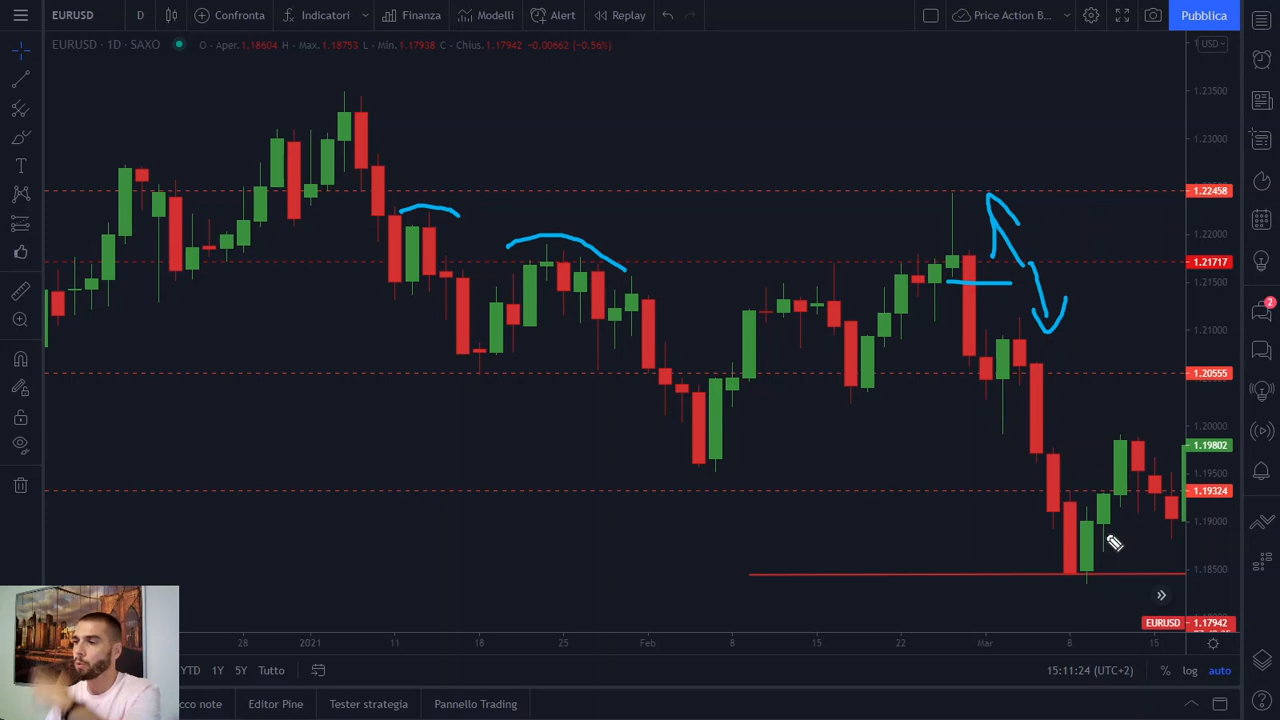 EURUSD D Confronta Indicatori Finanza Modelli Alert Replay Price Action B... Pubblica
EURUSD · 1D · SAXO O - Aper. 1.18604 H - Max. 1.18753 L - Min. 1.17938 C - Chius. 1.17942 -0.00662 (-0.56%)
USD
1.23500
1.23000
1.22458
1.22000
1.21717
1.21500
1.21000
1.20555
1.20000
1.19802
1.19500
1.19324
1.19000
1.18500
EURUSD 1.17942
28 2021 11 18 25 Feb 8 15 22 Mar 8 15
YTD 1Y 5Y Tutto 15:11:24 (UTC+2) % log auto
cco note Editor Pine Tester strategia Pannello Trading
2